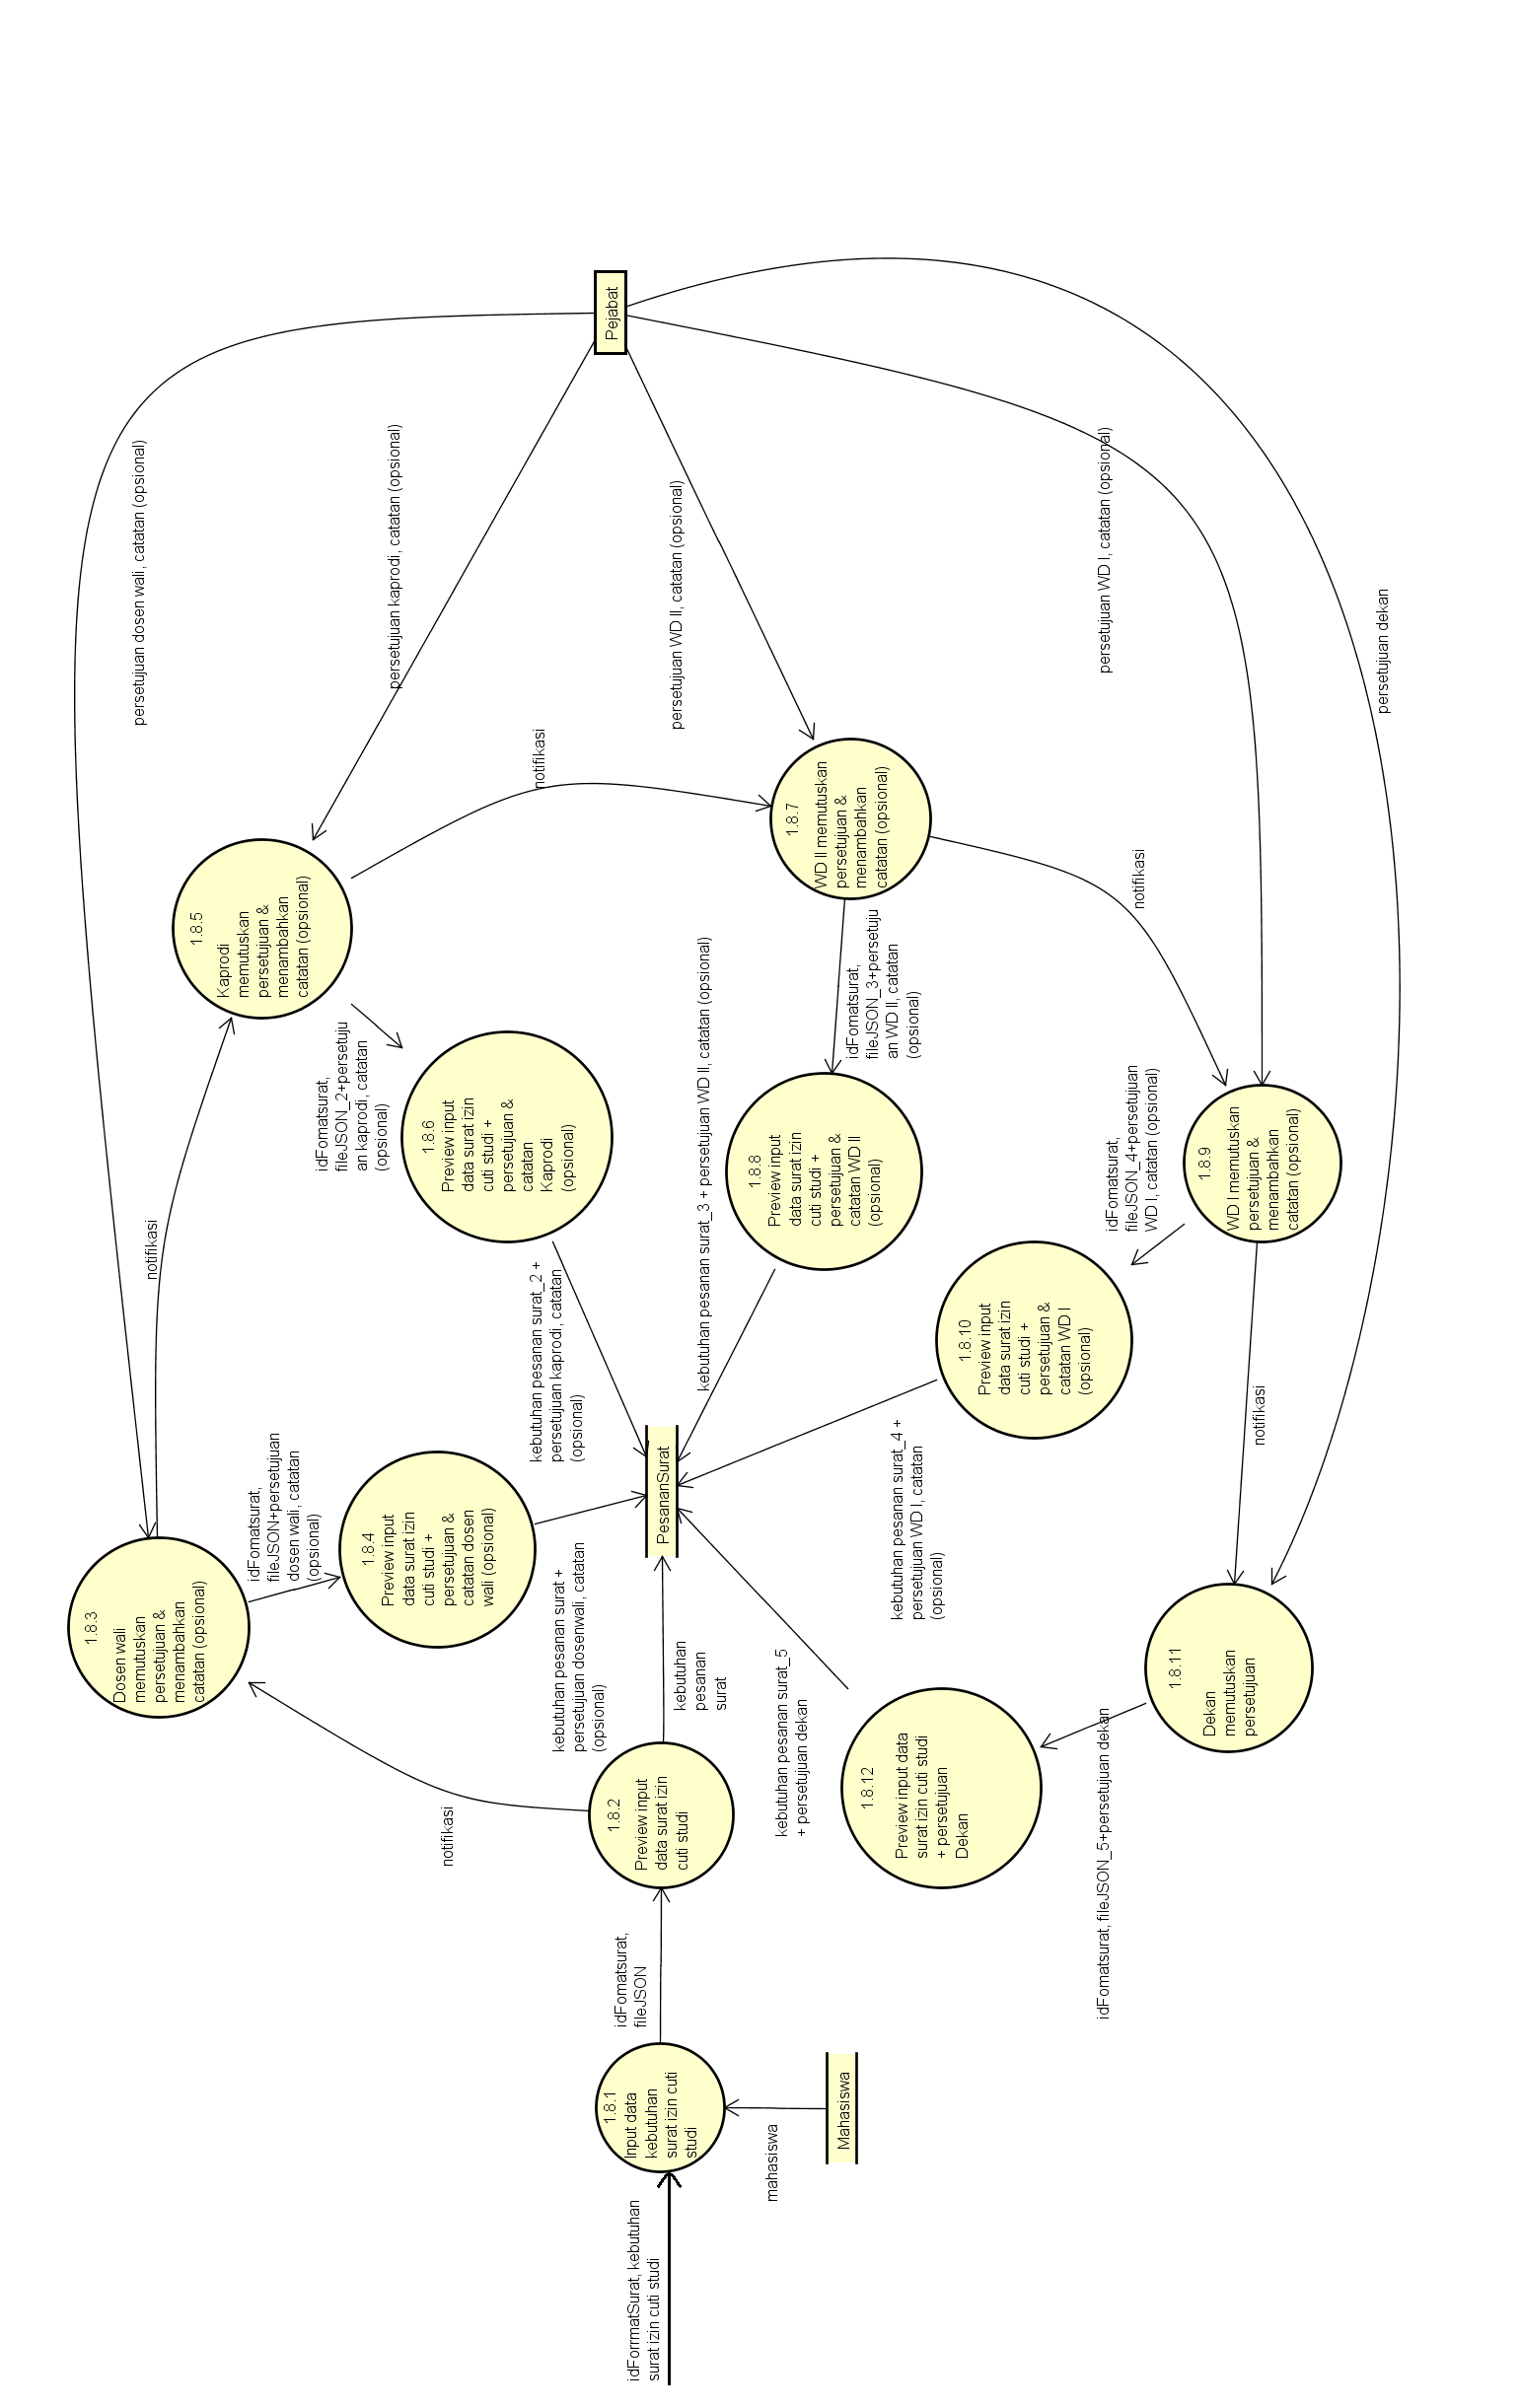 idForrmatSurat, kebutuhan
surat izin cuti studi
1.8.1
Input data
kebutuhan
surat izin cuti
studi
mahasiswa
Mahasiswa
idFomatsurat,
fileJSON
1.8.2
Preview input
data surat izin
cuti studi
notifikasi
kebutuhan
pesanan
surat
1.8.3
Dosen wali
memutuskan
persetujuan &
menambahkan
catatan (opsional)
idFomatsurat,
fileJSON+persetujuan
dosen wali, catatan
(opsional)
1.8.4
Preview input
data surat izin
cuti studi +
persetujuan &
catatan dosen
wali (opsional)
kebutuhan pesanan surat +
persetujuan dosenwali, catatan
(opsional)
PesananSurat
notifikasi
1.8.5
Kaprodi
memutuskan
persetujuan &
menambahkan
catatan (opsional)
idFomatsurat,
fileJSON_2+persetuju
an kaprodi, catatan
(opsional)
1.8.6
Preview input
data surat izin
cuti studi +
persetujuan &
catatan
Kaprodi
(opsional)
kebutuhan pesanan surat_2 +
persetujuan kaprodi, catatan
(opsional)
notifikasi
1.8.7
WD II memutuskan
persetujuan &
menambahkan
catatan (opsional)
idFomatsurat,
fileJSON_3+persetuju
an WD II, catatan
(opsional)
1.8.8
Preview input
data surat izin
cuti studi +
persetujuan &
catatan WD II
(opsional)
kebutuhan pesanan surat_3 + persetujuan WD II, catatan (opsional)
notifikasi
1.8.9
WD I memutuskan
persetujuan &
menambahkan
catatan (opsional)
idFomatsurat,
fileJSON_4+persetujuan
WD I, catatan (opsional)
1.8.10
Preview input
data surat izin
cuti studi +
persetujuan &
catatan WD I
(opsional)
kebutuhan pesanan surat_4 +
persetujuan WD I, catatan
(opsional)
notifikasi
1.8.11
Dekan
memutuskan
persetujuan
idFomatsurat, fileJSON_5+persetujuan dekan
1.8.12
Preview input data
surat izin cuti studi
+ persetujuan
Dekan
kebutuhan pesanan surat_5
+ persetujuan dekan
persetujuan dosen wali, catatan (opsional)
persetujuan kaprodi, catatan (opsional)
persetujuan WD II, catatan (opsional)
persetujuan WD I, catatan (opsional)
persetujuan dekan
Pejabat